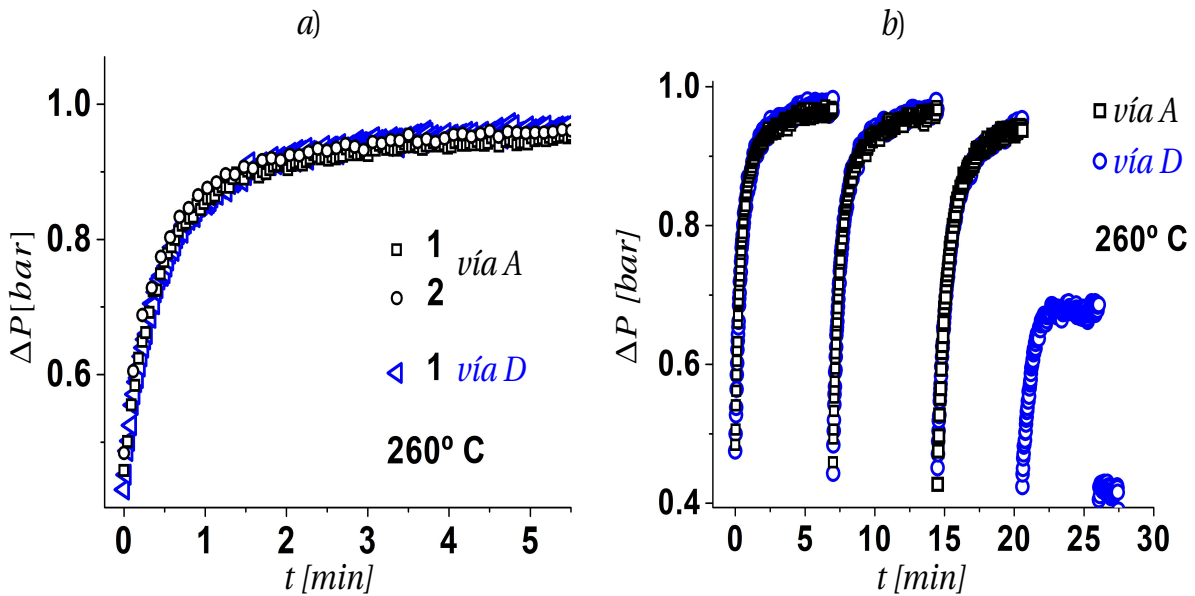 a)
1.0
0.8
0.6
ΔP [bar]
1
vía A
2
1 vía D
260º C
0 1 2 3 4 5
t [min]
b)
1.0
0.8
0.6
0.4
ΔP [bar]
vía A
vía D
260º C
0 5 10 15 20 25 30
t [min]